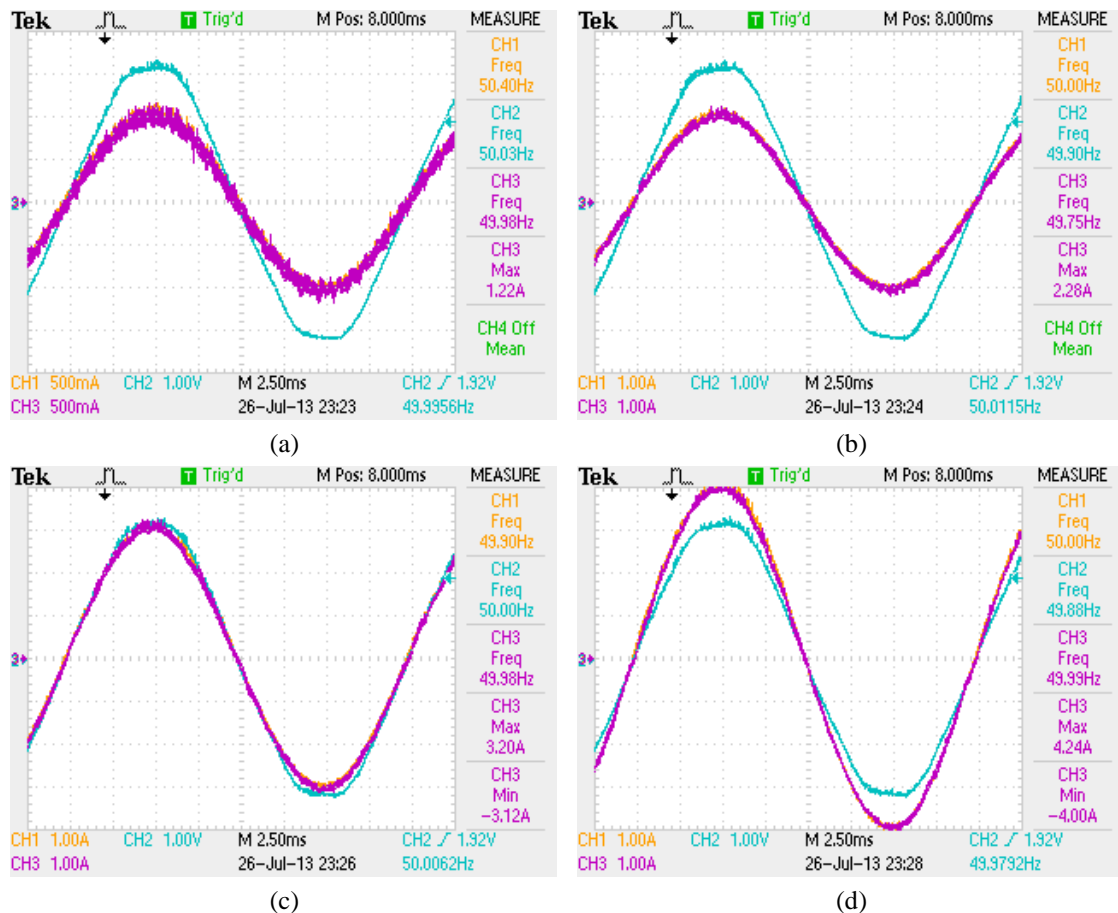 Tek T Trig'd M Pos: 8.000ms MEASURE
CH1
Freq
50.40Hz
CH2
Freq
50.03Hz
CH3
Freq
49.98Hz
CH3
Max
1.22A
CH4 Off
Mean
3
CH1 500mA CH2 1.00V M 2.50ms CH2 1.92V
CH3 500mA 26-Jul-13 23:23 49.9956Hz
(a)
Tek T Trig'd M Pos: 8.000ms MEASURE
CH1
Freq
50.00Hz
CH2
Freq
49.90Hz
CH3
Freq
49.75Hz
CH3
Max
2.28A
CH4 Off
Mean
3
CH1 1.00A CH2 1.00V M 2.50ms CH2 1.92V
CH3 1.00A 26-Jul-13 23:24 50.0115Hz
(b)
Tek T Trig'd M Pos: 8.000ms MEASURE
CH1
Freq
49.90Hz
CH2
Freq
50.00Hz
CH3
Freq
49.98Hz
CH3
Max
3.20A
CH3
Min
-3.12A
3
CH1 1.00A CH2 1.00V M 2.50ms CH2 1.92V
CH3 1.00A 26-Jul-13 23:26 50.0062Hz
(c)
Tek T Trig'd M Pos: 8.000ms MEASURE
CH1
Freq
50.00Hz
CH2
Freq
49.88Hz
CH3
Freq
49.99Hz
CH3
Max
4.24A
CH3
Min
-4.00A
3
CH1 1.00A CH2 1.00V M 2.50ms CH2 1.92V
CH3 1.00A 26-Jul-13 23:28 49.9792Hz
(d)